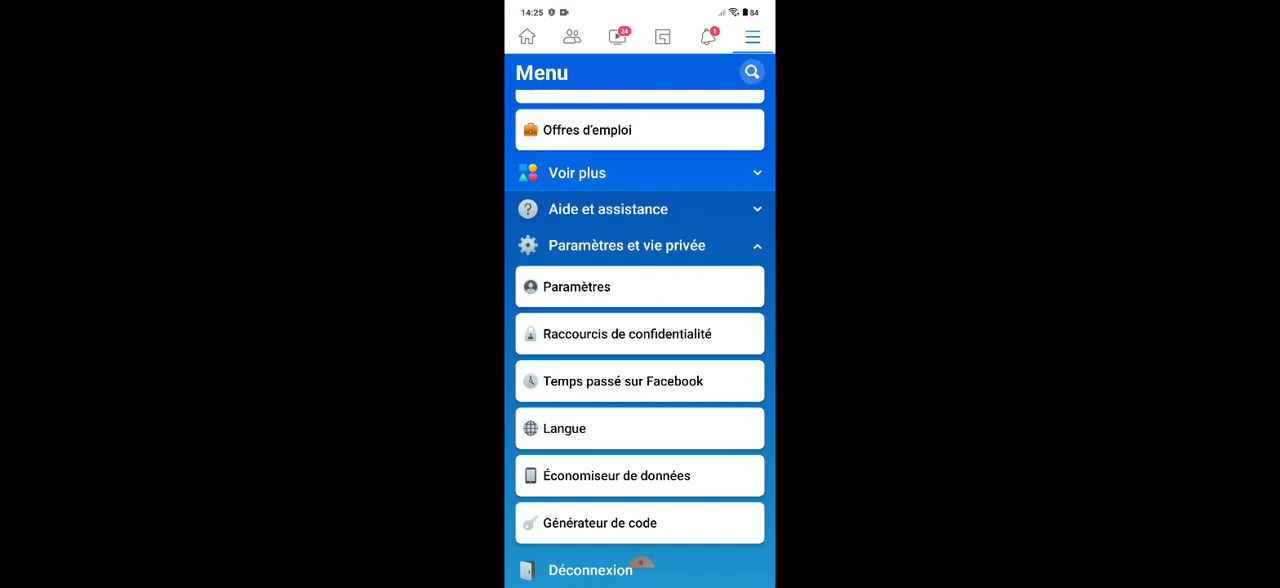 14:25 84
24 1
Menu
Offres d'emploi
Voir plus
Aide et assistance
Paramètres et vie privée
Paramètres
Raccourcis de confidentialité
Temps passé sur Facebook
Langue
Économiseur de données
Générateur de code
Déconnexion